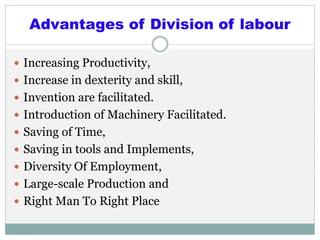 Advantages of Division of labour
• Increasing Productivity,
• Increase in dexterity and skill,
• Invention are facilitated.
• Introduction of Machinery Facilitated.
• Saving of Time,
• Saving in tools and Implements,
• Diversity Of Employment,
• Large-scale Production and
• Right Man To Right Place